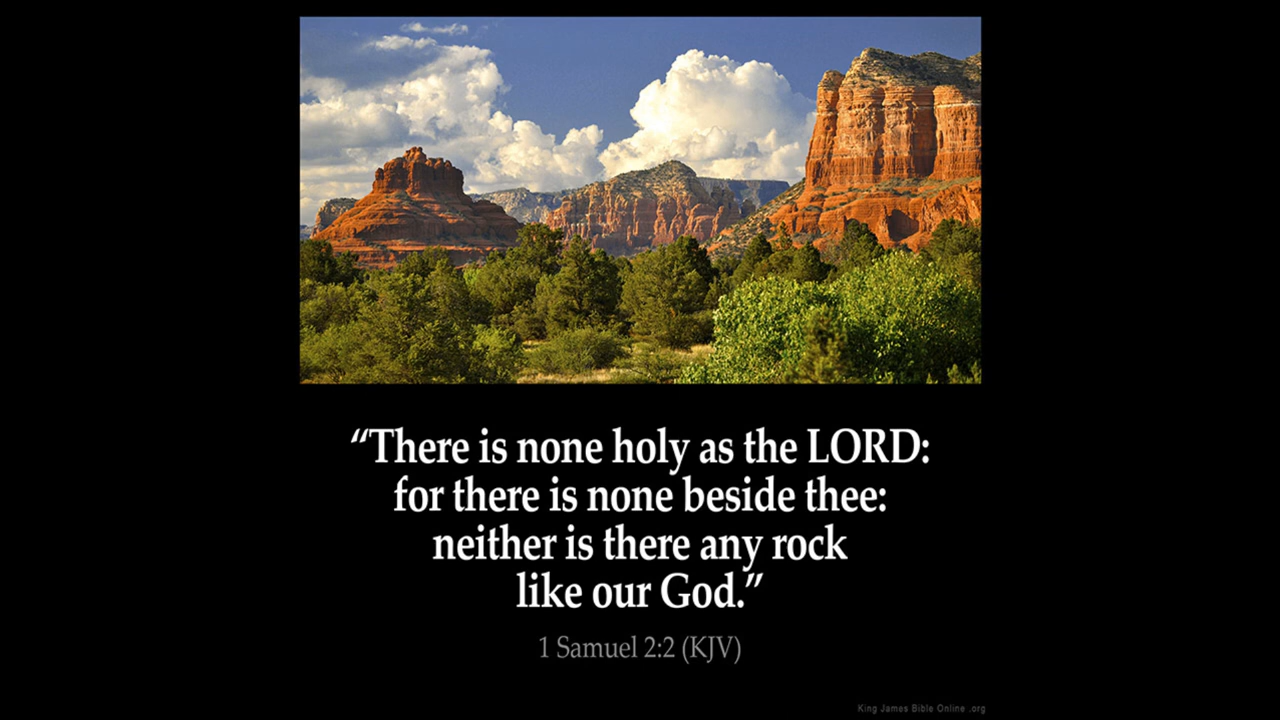 “There is none holy as the LORD:
for there is none beside thee:
neither is there any rock
like our God.”
1 Samuel 2:2 (KJV)
King James Bible Online .org